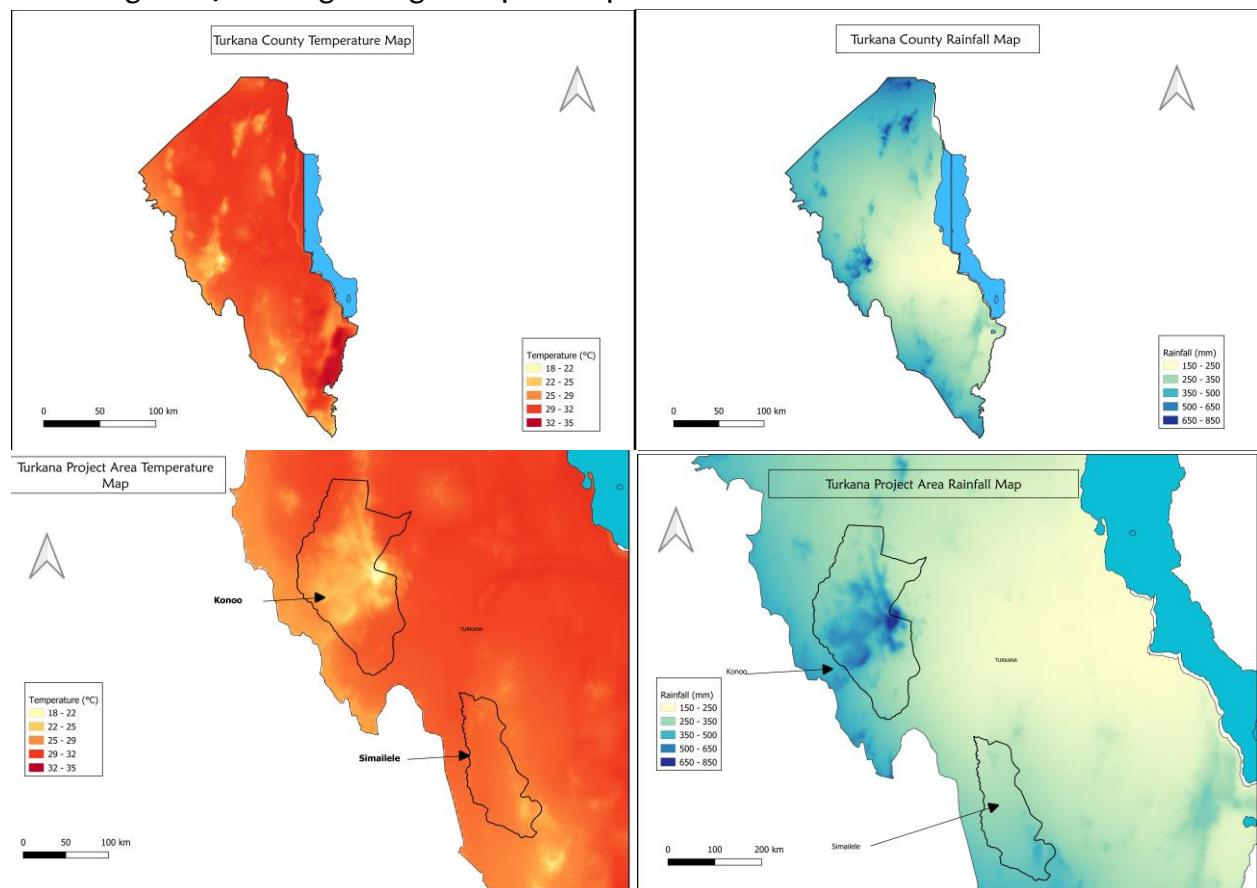 Turkana County Temperature Map
Temperature (°C)
18 - 22
22 - 25
25 - 29
29 - 32
32 - 35
0 50 100 km
Turkana County Rainfall Map
Rainfall (mm)
150 - 250
250 - 350
350 - 500
500 - 650
650 - 850
0 50 100 km
Turkana Project Area Temperature
Map
Konoo
TURKANA
Simailele
Temperature (°C)
18 - 22
22 - 25
25 - 29
29 - 32
32 - 35
0 50 100 km
Turkana Project Area Rainfall Map
Konoo
TURKANA
Rainfall (mm)
150 - 250
250 - 350
350 - 500
500 - 650
650 - 850
Simailele
0 100 200 km